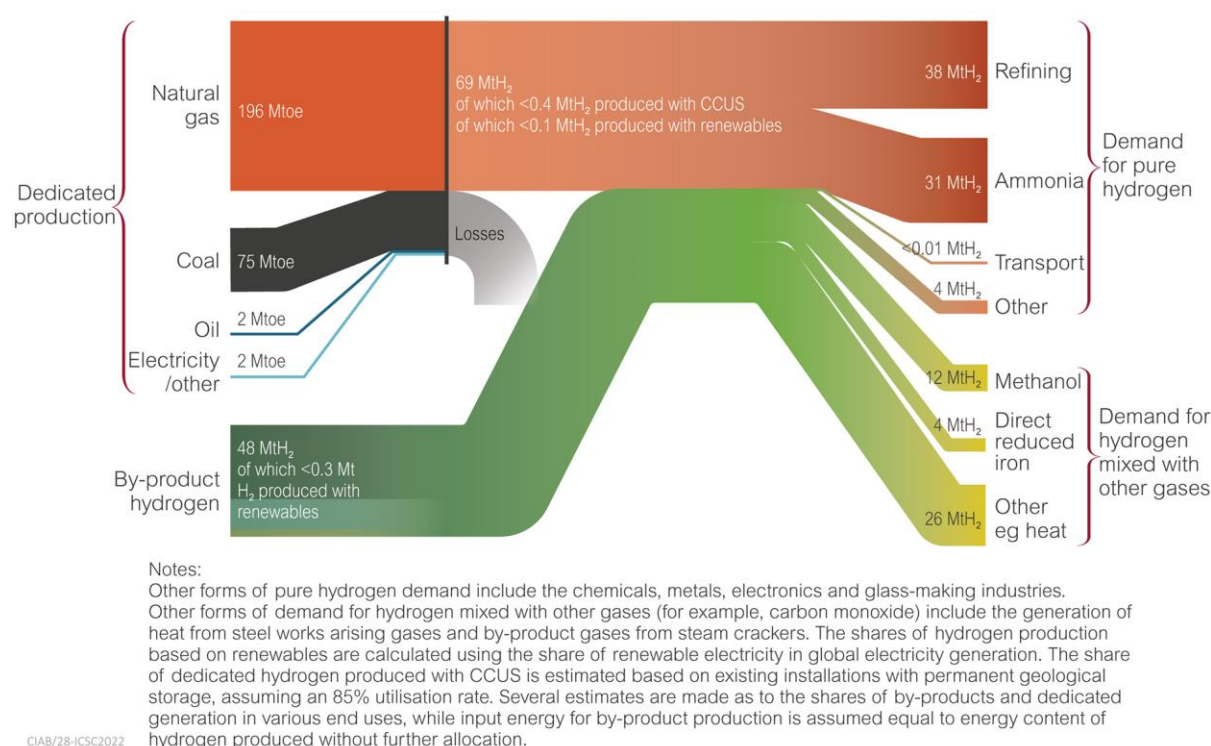 Dedicated
production
Natural
gas
196 Mtoe
Coal
75 Mtoe
Oil
2 Mtoe
Electricity
/other
2 Mtoe
By-product
hydrogen
48 MtH₂
of which <0.3 Mt
H₂ produced with
renewables
69 MtH₂
of which <0.4 MtH₂ produced with CCUS
of which <0.1 MtH₂ produced with renewables
Losses
38 MtH₂
Refining
31 MtH₂
Ammonia
<0.01 MtH₂
Transport
4 MtH₂
Other
Demand
for pure
hydrogen
12 MtH₂
Methanol
4 MtH₂
Direct
reduced
iron
26 MtH₂
Other
eg heat
Demand for
hydrogen
mixed with
other gases
Notes:
Other forms of pure hydrogen demand include the chemicals, metals, electronics and glass-making industries.
Other forms of demand for hydrogen mixed with other gases (for example, carbon monoxide) include the generation of
heat from steel works arising gases and by-product gases from steam crackers. The shares of hydrogen production
based on renewables are calculated using the share of renewable electricity in global electricity generation. The share
of dedicated hydrogen produced with CCUS is estimated based on existing installations with permanent geological
storage, assuming an 85% utilisation rate. Several estimates are made as to the shares of by-products and dedicated
generation in various end uses, while input energy for by-product production is assumed equal to energy content of
hydrogen produced without further allocation.
CIAB/28-ICSC2022